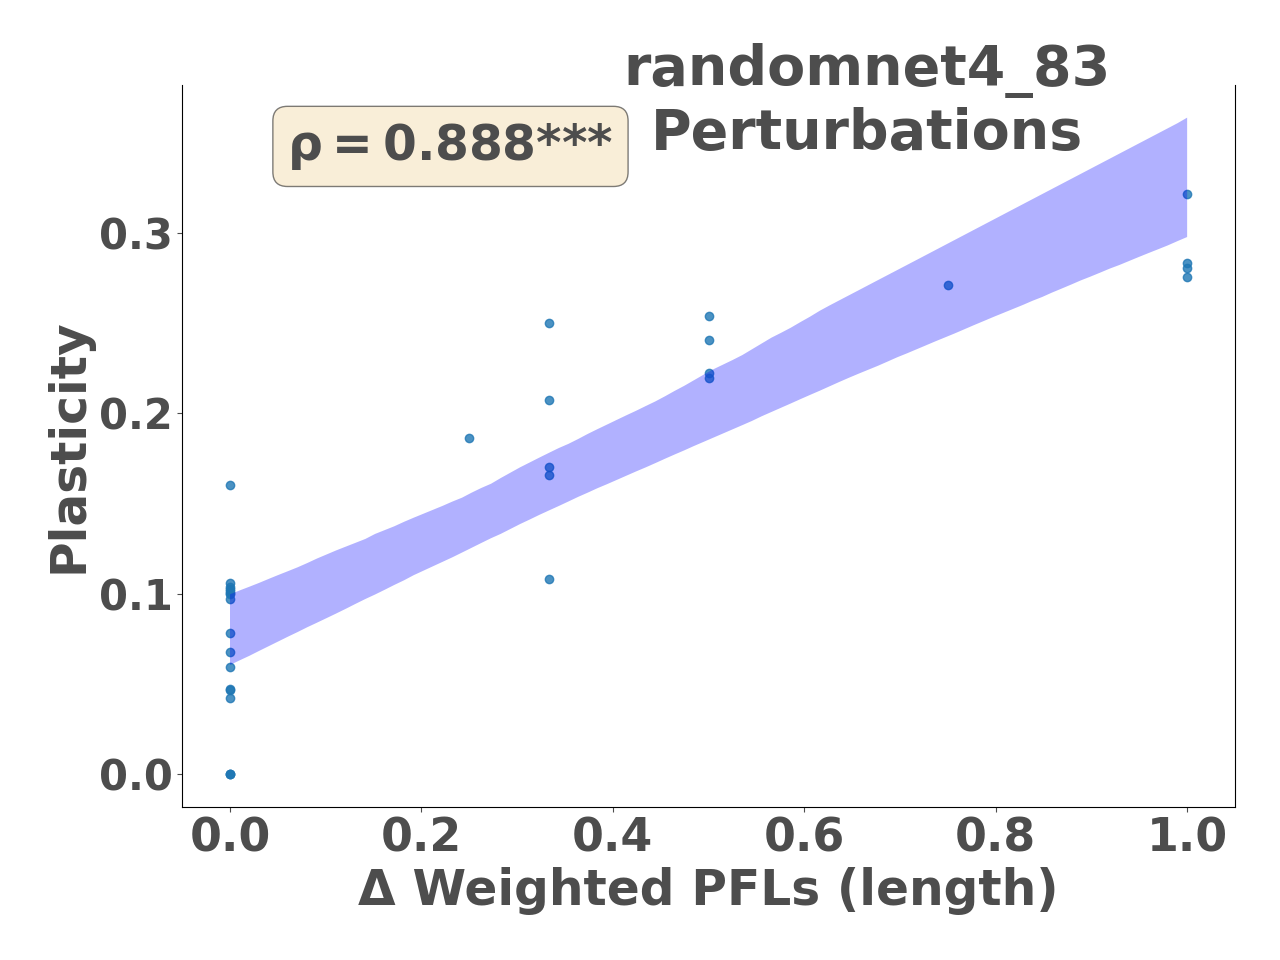 randomnet4_83
Perturbations
ρ = 0.888***
Plasticity
0.3
0.2
0.1
0.0
0.0 0.2 0.4 0.6 0.8 1.0
Δ Weighted PFLs (length)